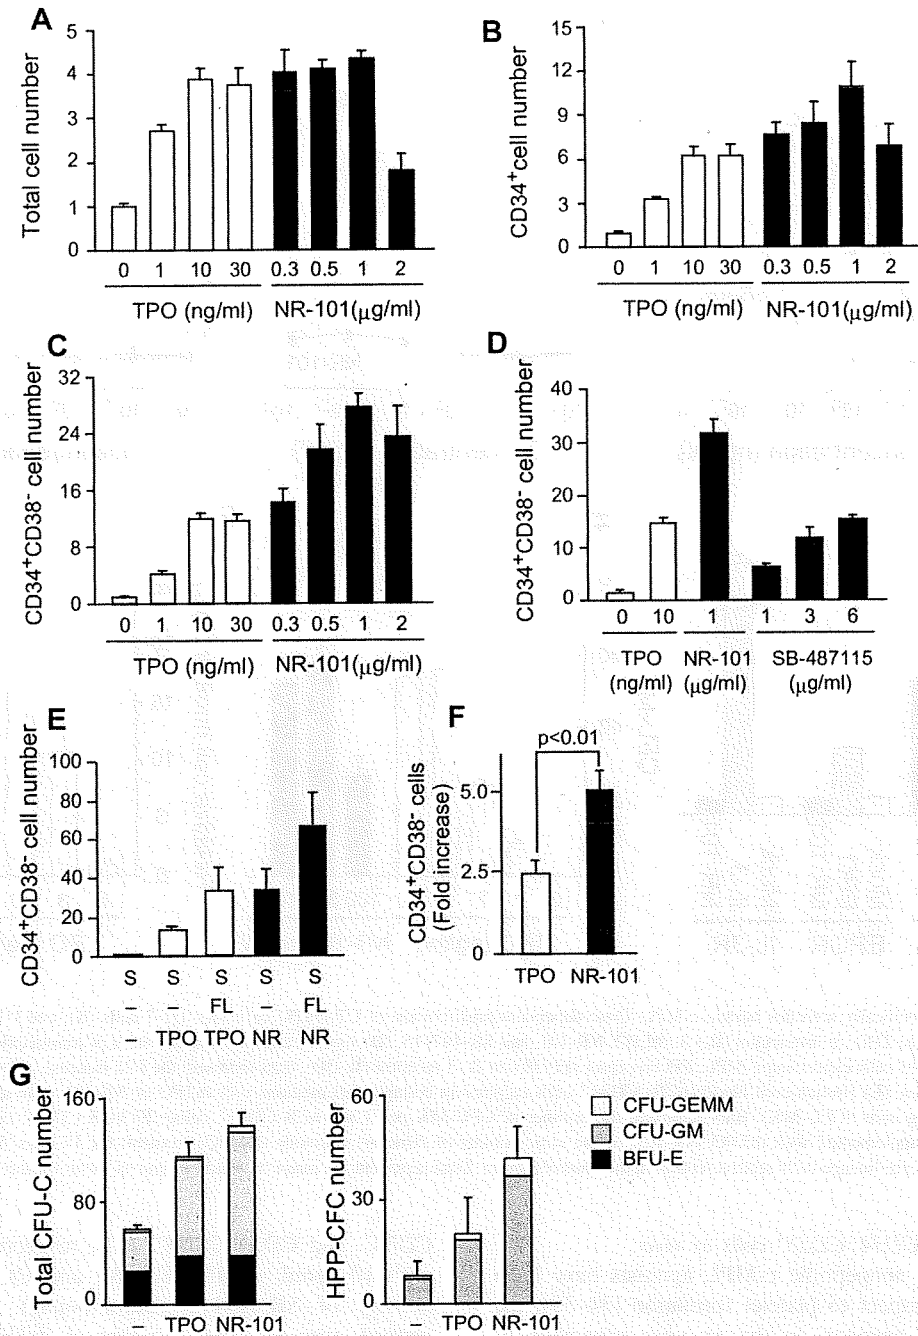 A
Total cell number
5
4
3
2
1
0
0 1 10 30 0.3 0.5 1 2
TPO (ng/ml) NR-101(μg/ml)
B
CD34+cell number
15
12
9
6
3
0
0 1 10 30 0.3 0.5 1 2
TPO (ng/ml) NR-101(μg/ml)
C
CD34+CD38- cell number
32
24
16
8
0
0 1 10 30 0.3 0.5 1 2
TPO (ng/ml) NR-101(μg/ml)
D
CD34+CD38- cell number
40
30
20
10
0
0 10 1 1 3 6
TPO NR-101 SB-487115
(ng/ml) (μg/ml) (μg/ml)
E
CD34+CD38- cell number
100
80
60
40
20
0
S S S S S
– – FL – FL
– TPO TPO NR NR
F
CD34+CD38- cells
(Fold increase)
p<0.01
5.0
2.5
0
TPO NR-101
G
Total CFU-C number
160
80
0
– TPO NR-101
HPP-CFC number
60
30
0
– TPO NR-101
CFU-GEMM
CFU-GM
BFU-E